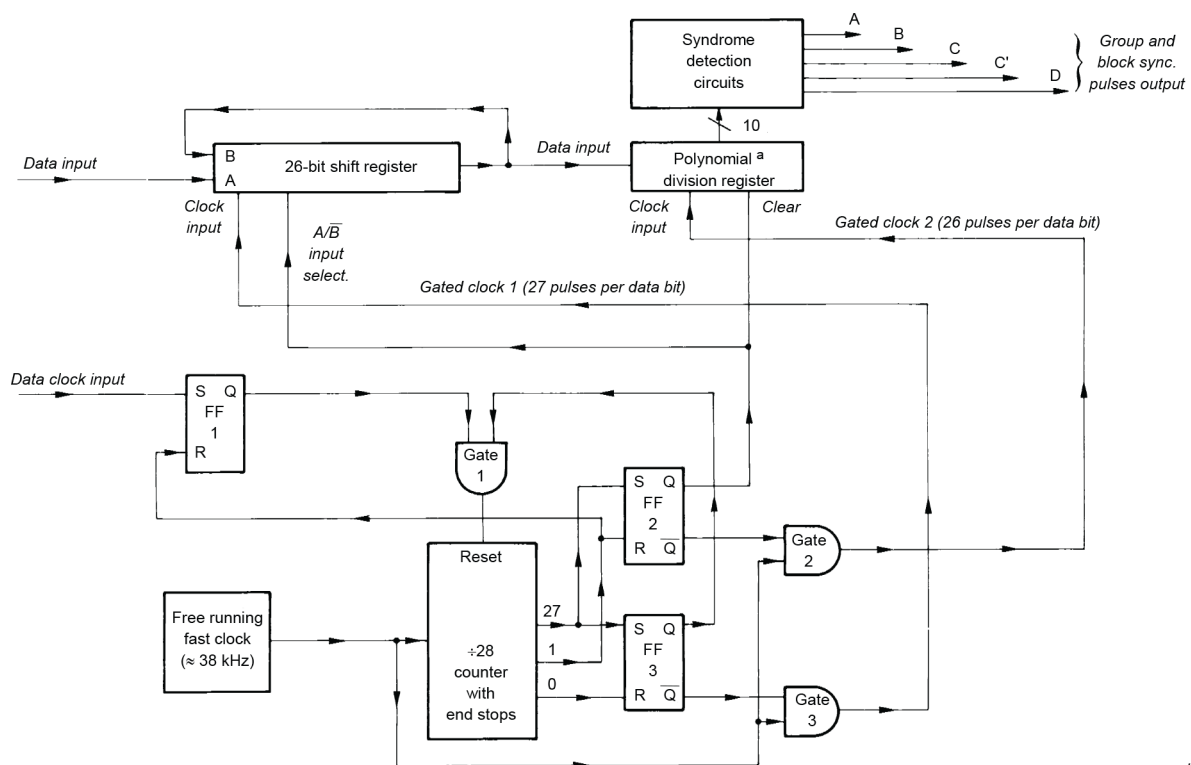 A
B
C
C'
D
Group and
block sync.
pulses output
Syndrome
detection
circuits
10
Data input
B
A
26-bit shift register
Data input
Polynomial a
division register
Clock
input
A/B̅
input
select.
Clock
input
Clear
Gated clock 2 (26 pulses per data bit)
Gated clock 1 (27 pulses per data bit)
Data clock input
S Q
FF
1
R
Gate
1
S Q
FF
2
R Q̅
Gate
2
Reset
27
1
0
÷28
counter
with
end stops
Free running
fast clock
(≈ 38 kHz)
S Q
FF
3
R Q̅
Gate
3